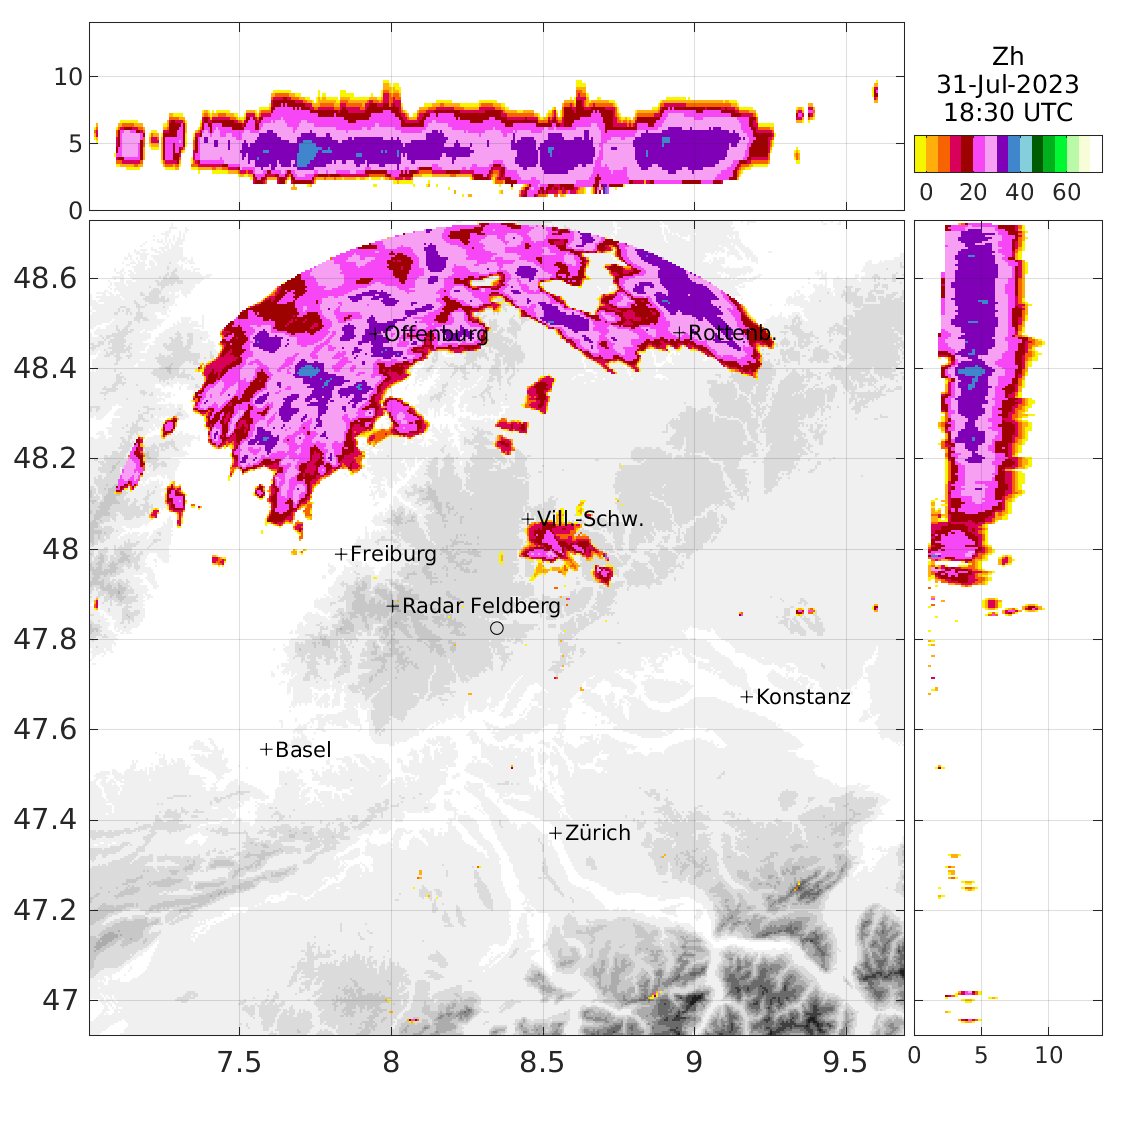 10
5
0
Zh
31-Jul-2023
18:30 UTC
0 20 40 60
48.6
48.4
48.2
48
47.8
47.6
47.4
47.2
47
Offenburg
Rottenb.
Vill.-Schw.
Freiburg
Radar Feldberg
Konstanz
Basel
Zürich
7.5 8 8.5 9 9.5
0 5 10